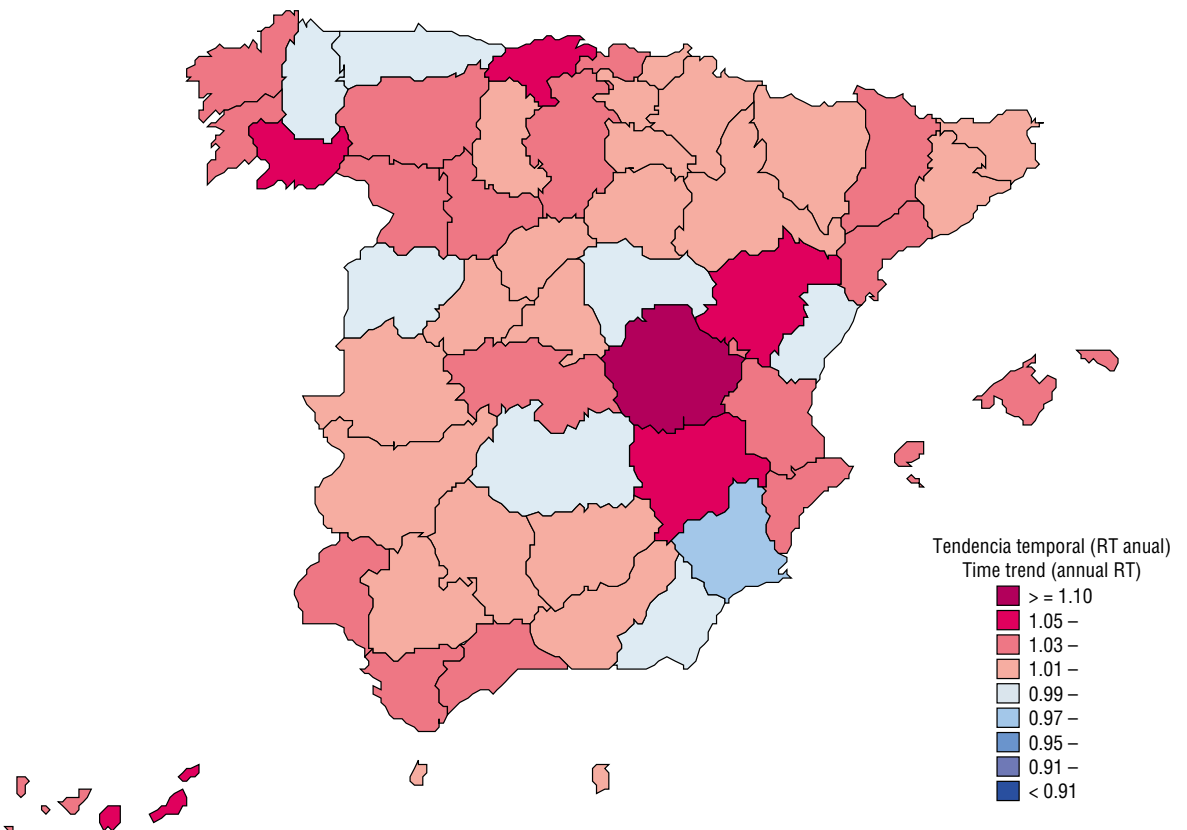 Tendencia temporal (RT anual)
Time trend (annual RT)
> = 1.10
1.05 –
1.03 –
1.01 –
0.99 –
0.97 –
0.95 –
0.91 –
< 0.91